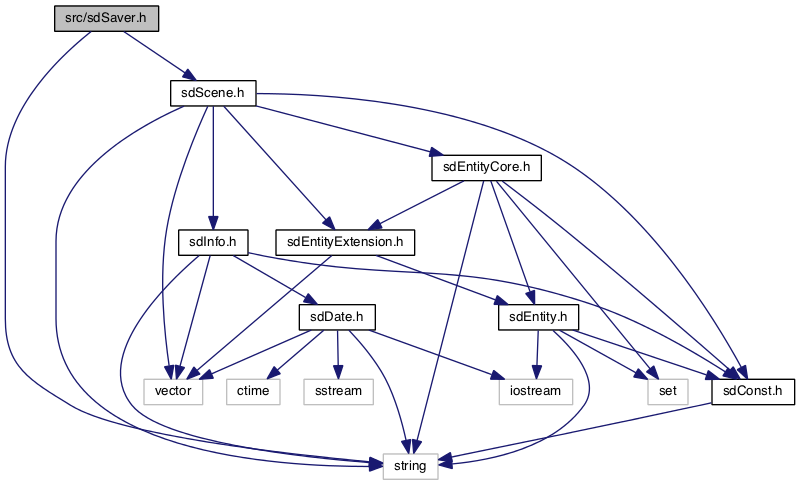 src/sdSaver.h
sdScene.h
sdEntityCore.h
sdInfo.h
sdEntityExtension.h
sdDate.h
sdEntity.h
vector
ctime
sstream
iostream
set
sdConst.h
string